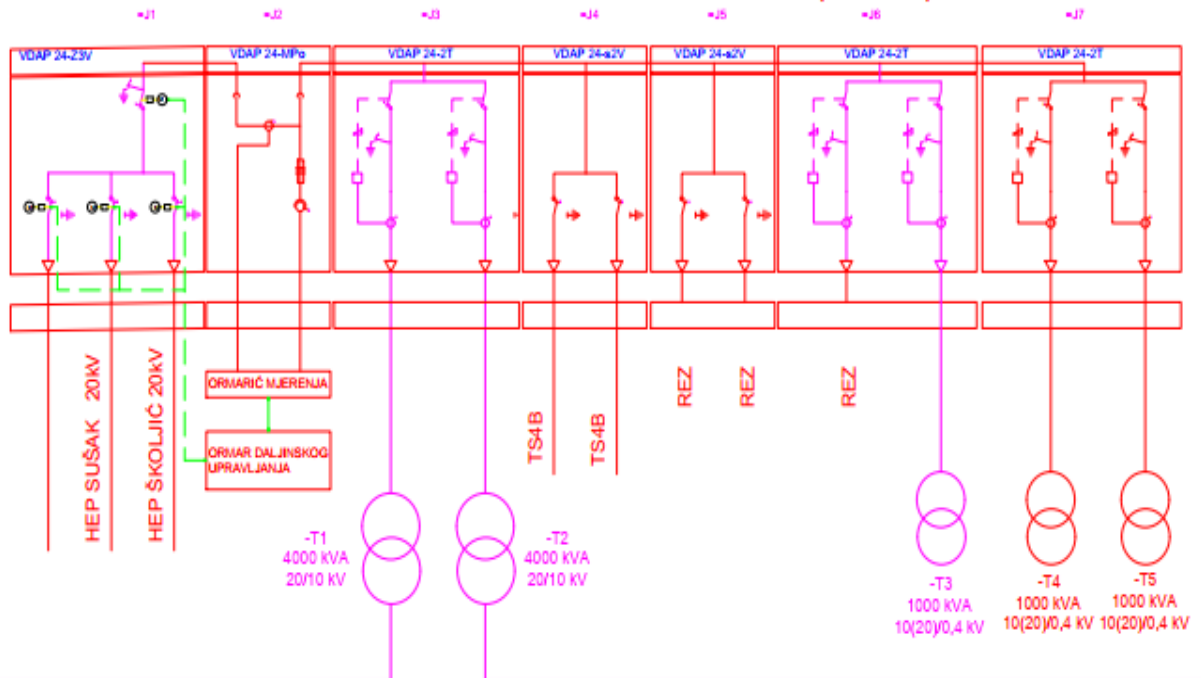 =J1 =J2 =J3 =J4 =J5 =J6 =J7
VDAP 24-Z3V VDAP 24-MPo VDAP 24-2T VDAP 24-s2V VDAP 24-s2V VDAP 24-2T VDAP 24-2T
HEP SUŠAK 20kV
HEP ŠKOLJIĆ 20kV
ORMARIĆ MJERENJA
ORMAR DALJINSKOG
UPRAVLJANJA
TS4B
TS4B
REZ
REZ
REZ
-T1
4000 kVA
20/10 kV
-T2
4000 kVA
20/10 kV
-T3
1000 kVA
10(20)/0,4 kV
-T4
1000 kVA
10(20)/0,4 kV
-T5
1000 kVA
10(20)/0,4 kV